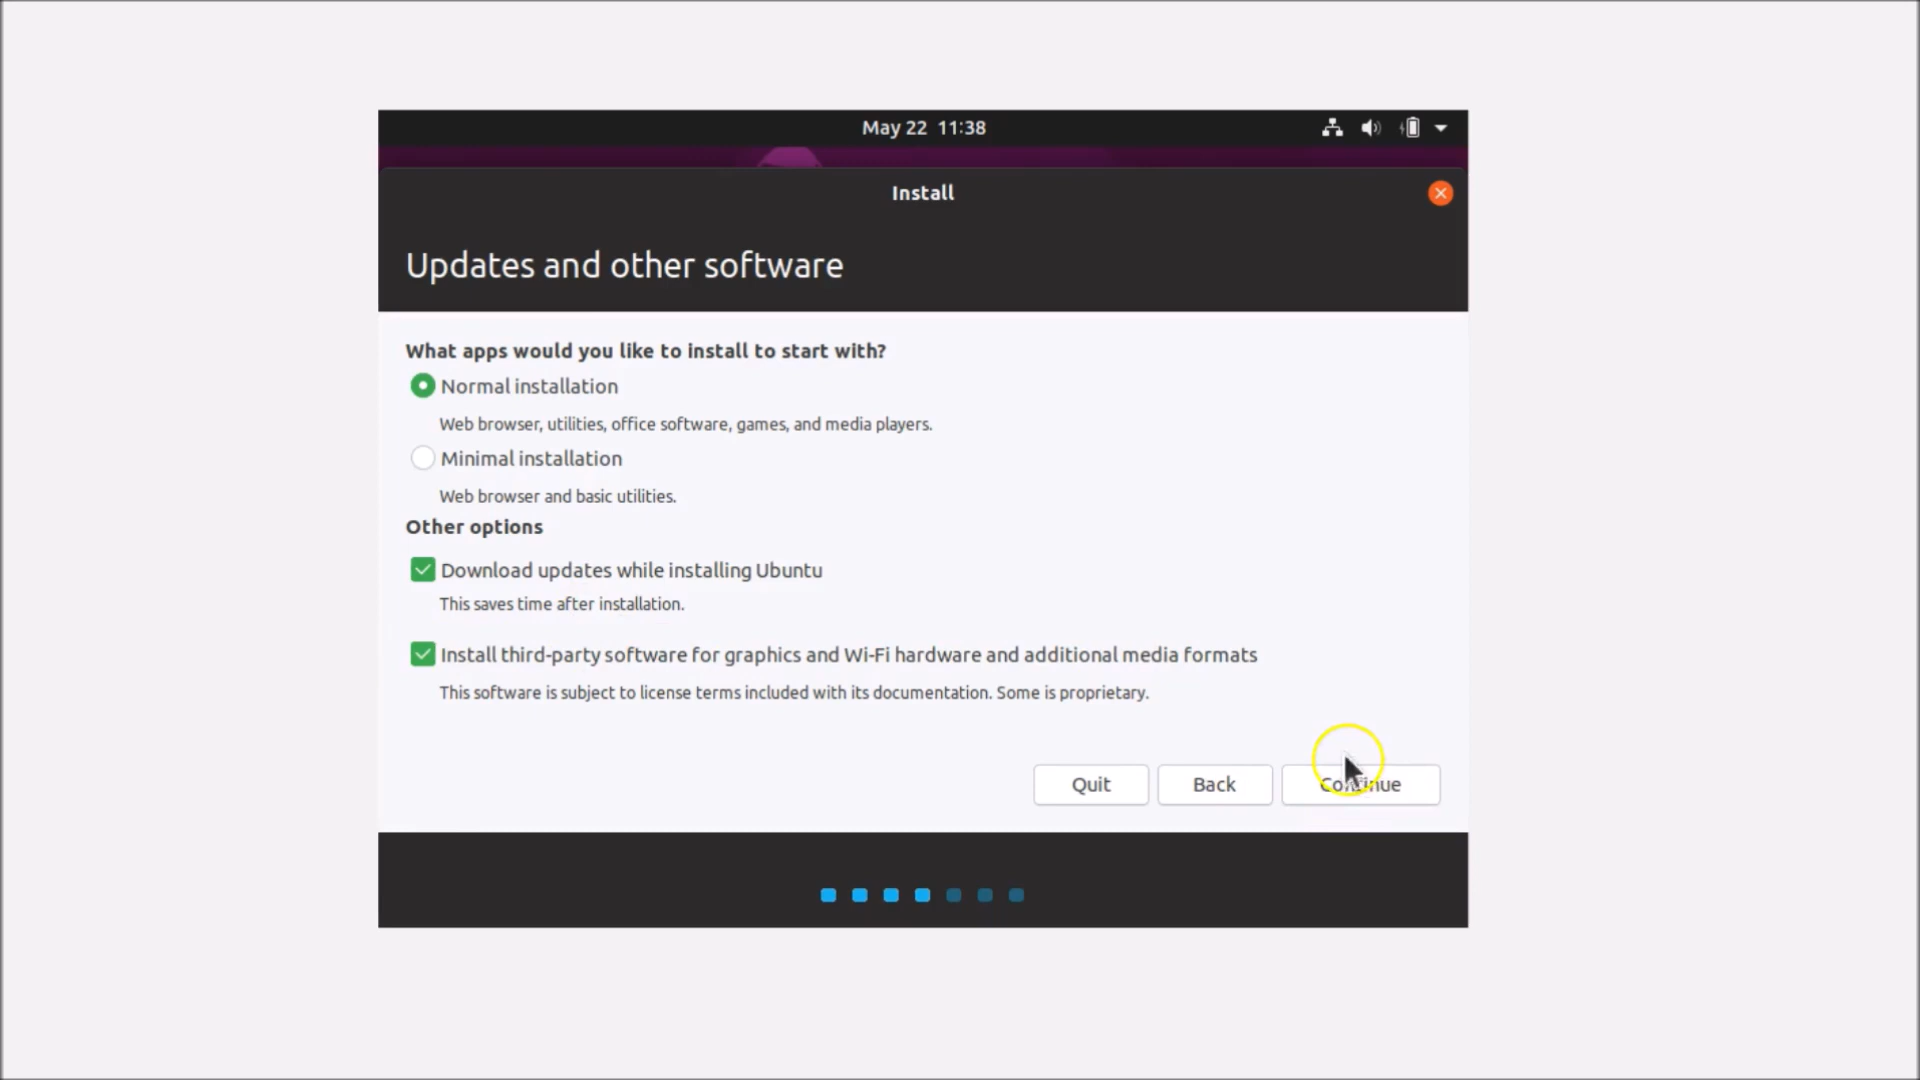 May 22  11:38
Install
Updates and other software
What apps would you like to install to start with?
Normal installation
Web browser, utilities, office software, games, and media players.
Minimal installation
Web browser and basic utilities.
Other options
Download updates while installing Ubuntu
This saves time after installation.
Install third-party software for graphics and Wi-Fi hardware and additional media formats
This software is subject to license terms included with its documentation. Some is proprietary.
Quit
Back
Continue